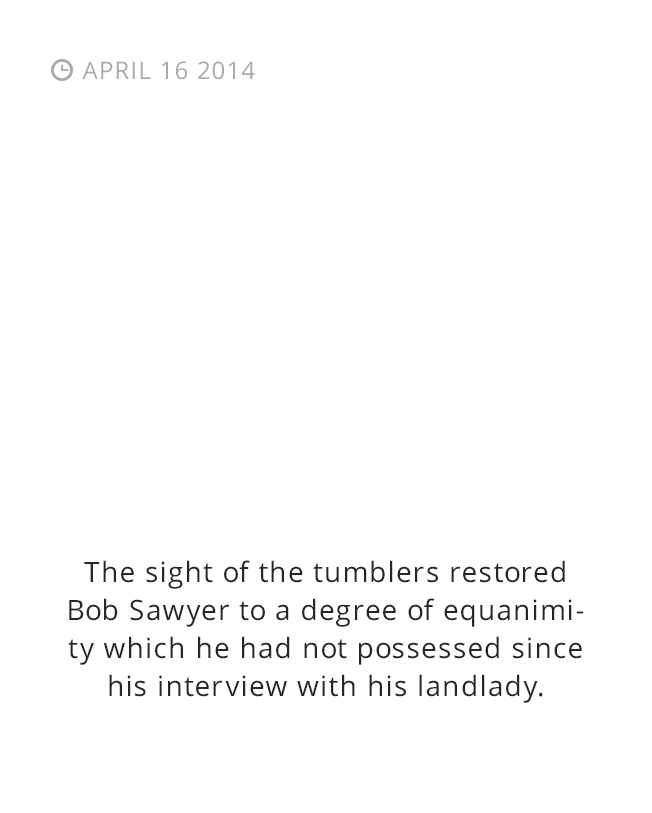 APRIL 16 2014
The sight of the tumblers restored
Bob Sawyer to a degree of equanimi-
ty which he had not possessed since
his interview with his landlady.